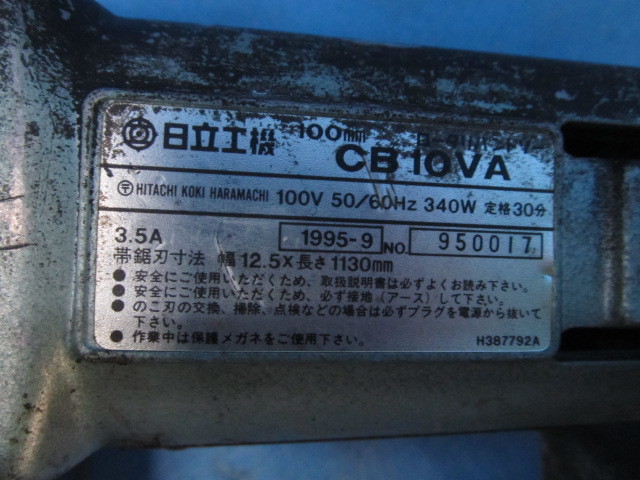 日立工機 100mm
CB10VA
〒 HITACHI KOKI HARAMACHI 100V 50/60Hz 340W 定格30分
3.5A 1995-9 NO. 950017
帯鋸刃寸法 幅12.5×長さ1130mm
●安全にご使用いただくため、取扱説明書は必ずよくお読み下さい。
●安全にご使用いただくため、必ず接地（アース）して下さい。
●のこ刃の交換、掃除、点検などの場合は必ずプラグを電源から抜いて
下さい。
●作業中は保護メガネをご使用下さい。
H387792A